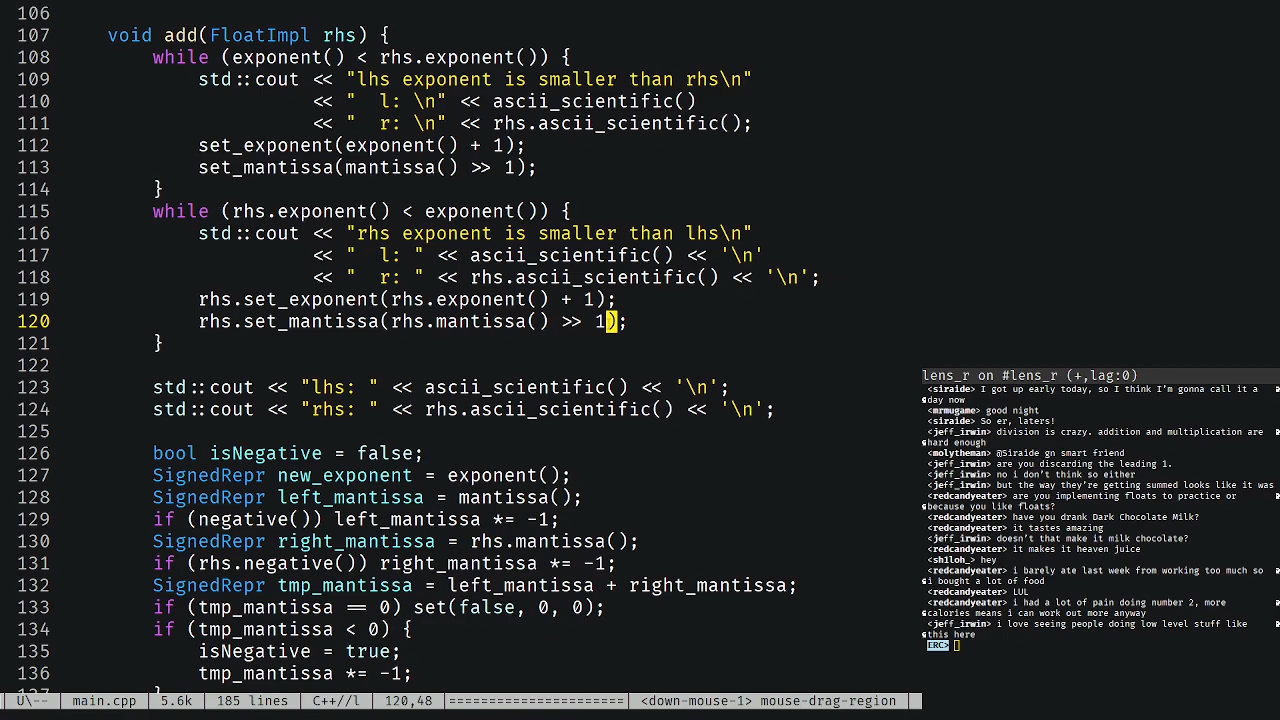 106
107 void add(FloatImpl rhs) {
108 while (exponent() < rhs.exponent()) {
109 std::cout << "lhs exponent is smaller than rhs\n"
110 << " l: \n" << ascii_scientific()
111 << " r: \n" << rhs.ascii_scientific();
112 set_exponent(exponent() + 1);
113 set_mantissa(mantissa() >> 1);
114 }
115 while (rhs.exponent() < exponent()) {
116 std::cout << "rhs exponent is smaller than lhs\n"
117 << " l: " << ascii_scientific() << '\n'
118 << " r: " << rhs.ascii_scientific() << '\n';
119 rhs.set_exponent(rhs.exponent() + 1);
120 rhs.set_mantissa(rhs.mantissa() >> 1);
121 }
122
123 std::cout << "lhs: " << ascii_scientific() << '\n';
124 std::cout << "rhs: " << rhs.ascii_scientific() << '\n';
125
126 bool isNegative = false;
127 SignedRepr new_exponent = exponent();
128 SignedRepr left_mantissa = mantissa();
129 if (negative()) left_mantissa *= -1;
130 SignedRepr right_mantissa = rhs.mantissa();
131 if (rhs.negative()) right_mantissa *= -1;
132 SignedRepr tmp_mantissa = left_mantissa + right_mantissa;
133 if (tmp_mantissa == 0) set(false, 0, 0);
134 if (tmp_mantissa < 0) {
135 isNegative = true;
136 tmp_mantissa *= -1;
U\-- main.cpp 5.6k 185 lines C++//l 120,48 <down-mouse-1> mouse-drag-region
lens_r on #lens_r (+,lag:0)
<siraide> I got up early today, so I think I'm gonna call it a
day now
<mrmugame> good night
<siraide> So er, laters!
<jeff_irwin> division is crazy. addition and multiplication are
hard enough
<molytheman> @Siraide gn smart friend
<jeff_irwin> are you discarding the leading 1.
<jeff_irwin> no i don't think so either
<jeff_irwin> but the way they're getting summed looks like it was
<redcandyeater> are you implementing floats to practice or
because you like floats?
<redcandyeater> have you drank Dark Chocolate Milk?
<redcandyeater> it tastes amazing
<jeff_irwin> doesn't that make it milk chocolate?
<redcandyeater> it makes it heaven juice
<shiloh_> hey
<redcandyeater> i barely ate last week from working too much so
i bought a lot of food
<redcandyeater> LUL
<redcandyeater> i had a lot of pain doing number 2, more
calories means i can work out more anyway
<jeff_irwin> i love seeing people doing low level stuff like
this here
ERC>